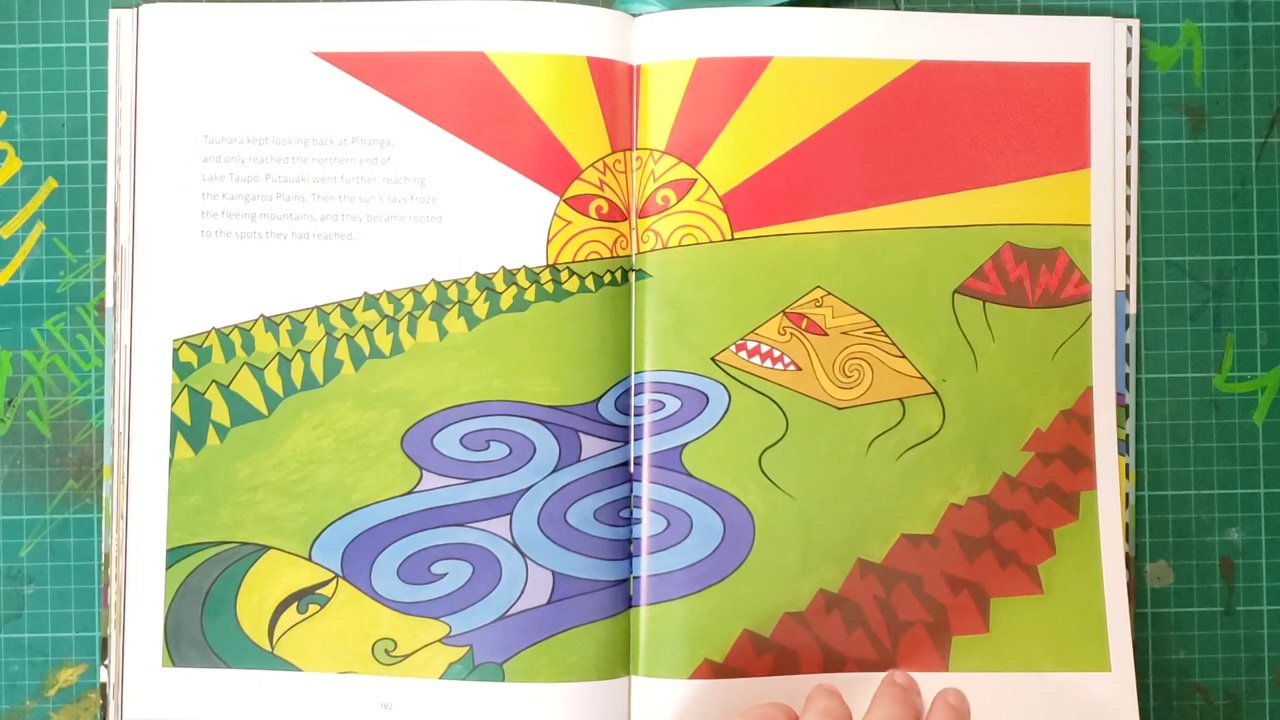 Tauhara kept looking back at Pihanga,
and only reached the northern end of
Lake Taupo. Pūtauaki went further, reaching
the Kaingaroa Plains. Then the sun's rays froze
the fleeing mountains, and they became rooted
to the spots they had reached.
182